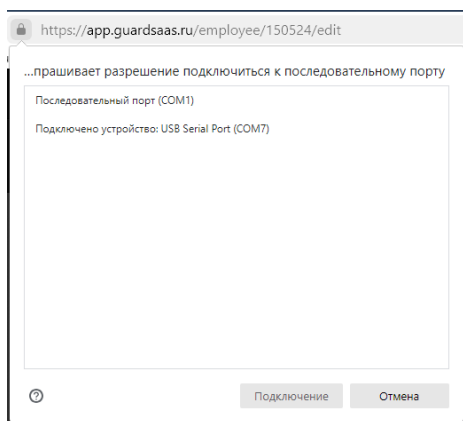 https://app.guardsaas.ru/employee/150524/edit
...прашивает разрешение подключиться к последовательному порту
Последовательный порт (COM1)
Подключено устройство: USB Serial Port (COM7)
Подключение Отмена